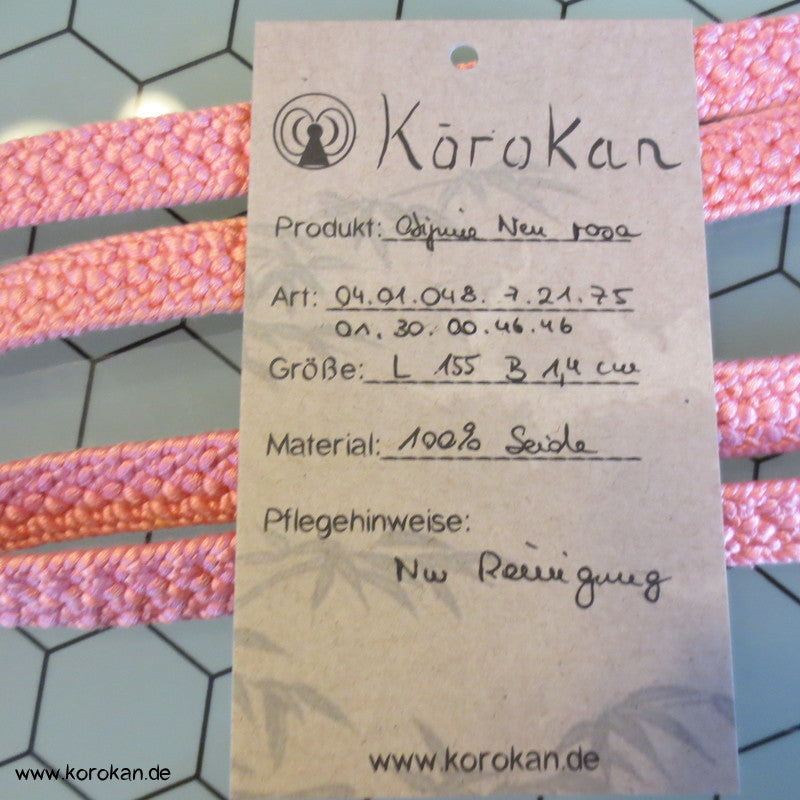 Kōrokan
Produkt: Obijime Neu rosa
Art: 04.01.048. 7.21.75
01.30.00.46.46
Größe: L 155 B 1,4 cm
Material: 100% Seide
Pflegehinweise:
Nur Reinigung
www.korokan.de
www.korokan.de